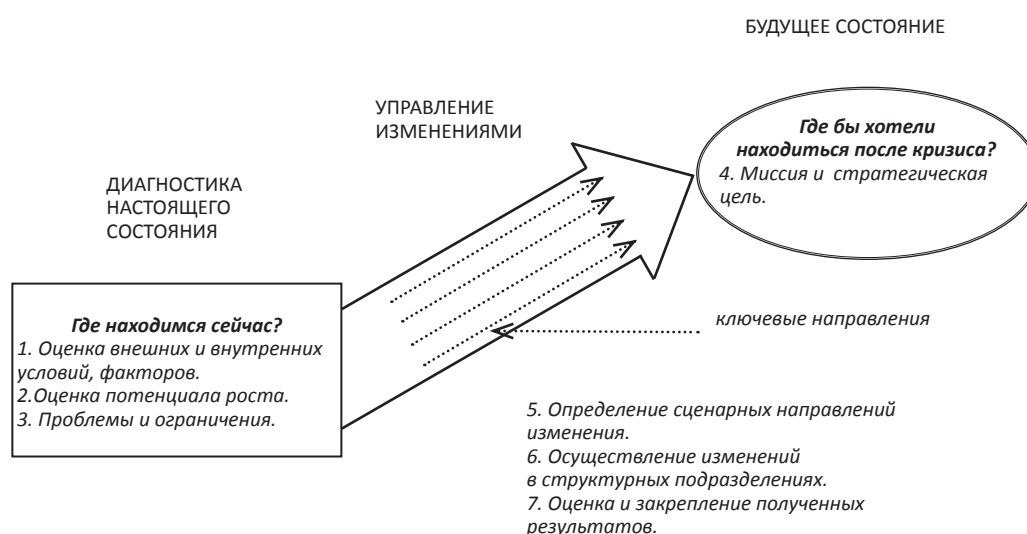 БУДУЩЕЕ СОСТОЯНИЕ
УПРАВЛЕНИЕ
ИЗМЕНЕНИЯМИ
Где бы хотели
находиться после кризиса?
4. Миссия и стратегическая
цель.
ДИАГНОСТИКА
НАСТОЯЩЕГО
СОСТОЯНИЯ
Где находимся сейчас?
1. Оценка внешних и внутренних
условий, факторов.
2.Оценка потенциала роста.
3. Проблемы и ограничения.
ключевые направления
5. Определение сценарных направлений
изменения.
6. Осуществление изменений
в структурных подразделениях.
7. Оценка и закрепление полученных
результатов.